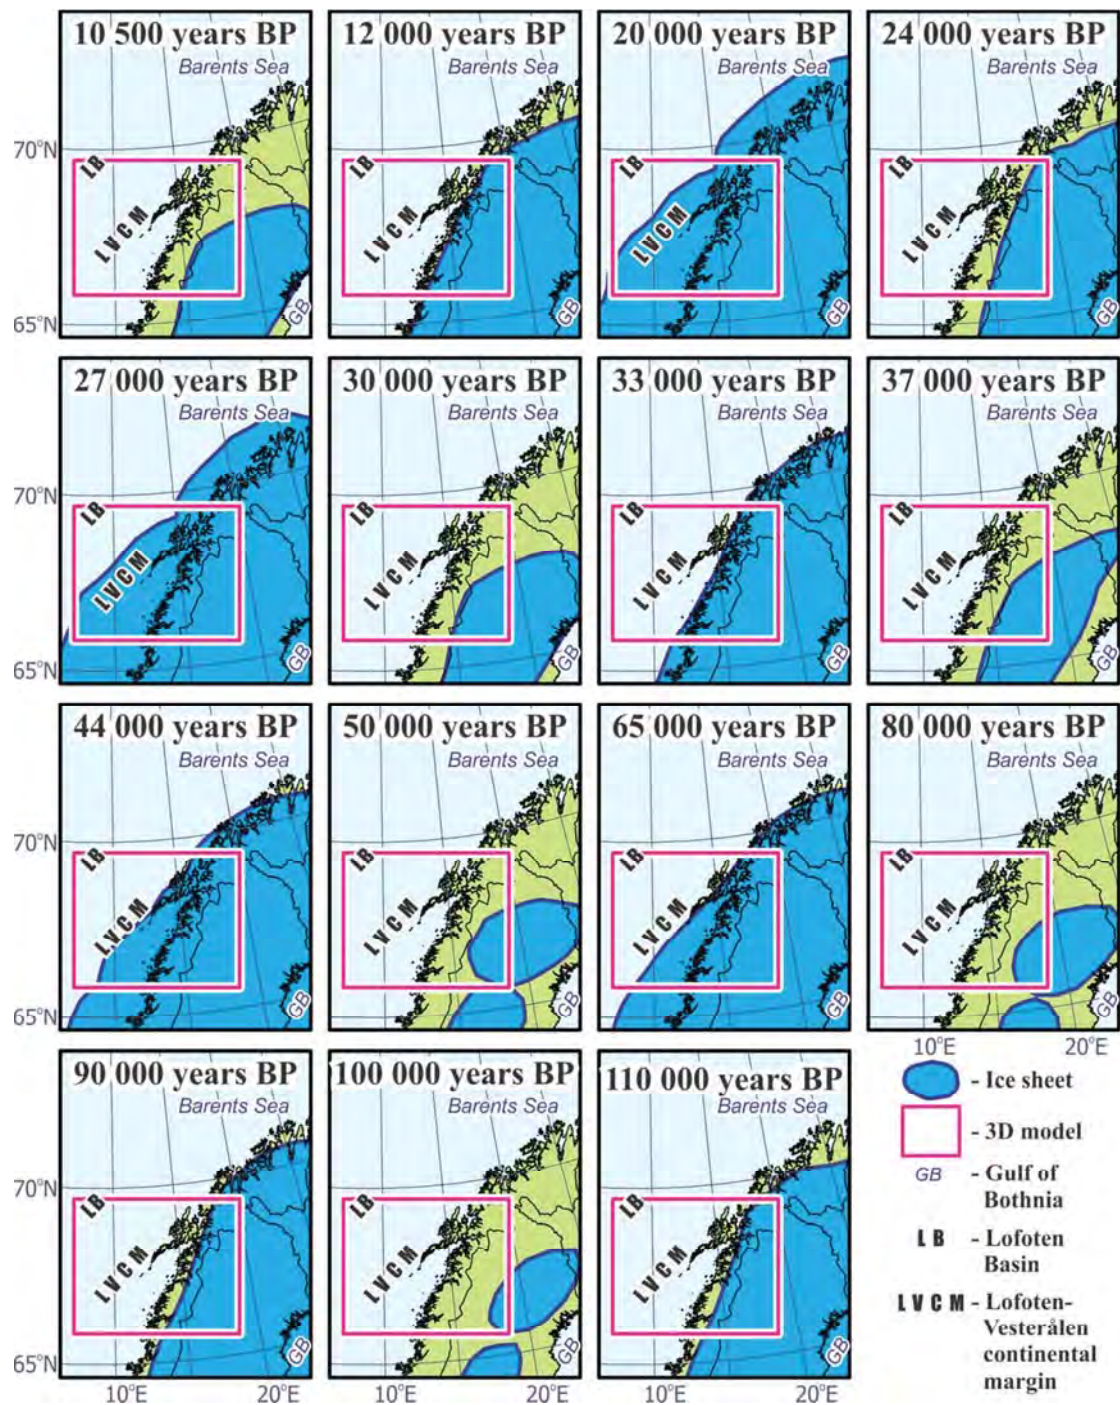 10 500 years BP
Barents Sea
70°N
LB
LVCM
65°N
GB
12 000 years BP
Barents Sea
LB
LVCM
GB
20 000 years BP
Barents Sea
LB
LVCM
GB
24 000 years BP
Barents Sea
LB
LVCM
GB
27 000 years BP
Barents Sea
70°N
LB
LVCM
65°N
GB
30 000 years BP
Barents Sea
LB
LVCM
GB
33 000 years BP
Barents Sea
LB
LVCM
GB
37 000 years BP
Barents Sea
LB
LVCM
GB
44 000 years BP
Barents Sea
70°N
LB
LVCM
65°N
GB
50 000 years BP
Barents Sea
LB
LVCM
GB
65 000 years BP
Barents Sea
LB
LVCM
GB
80 000 years BP
Barents Sea
LB
LVCM
GB
10°E 20°E
90 000 years BP
Barents Sea
70°N
LB
LVCM
65°N
GB
10°E 20°E
100 000 years BP
Barents Sea
LB
LVCM
GB
10°E 20°E
110 000 years BP
Barents Sea
LB
LVCM
GB
10°E 20°E
- Ice sheet
- 3D model
GB - Gulf of
Bothnia
LB - Lofoten
Basin
LVCM - Lofoten-
Vesterålen
continental
margin